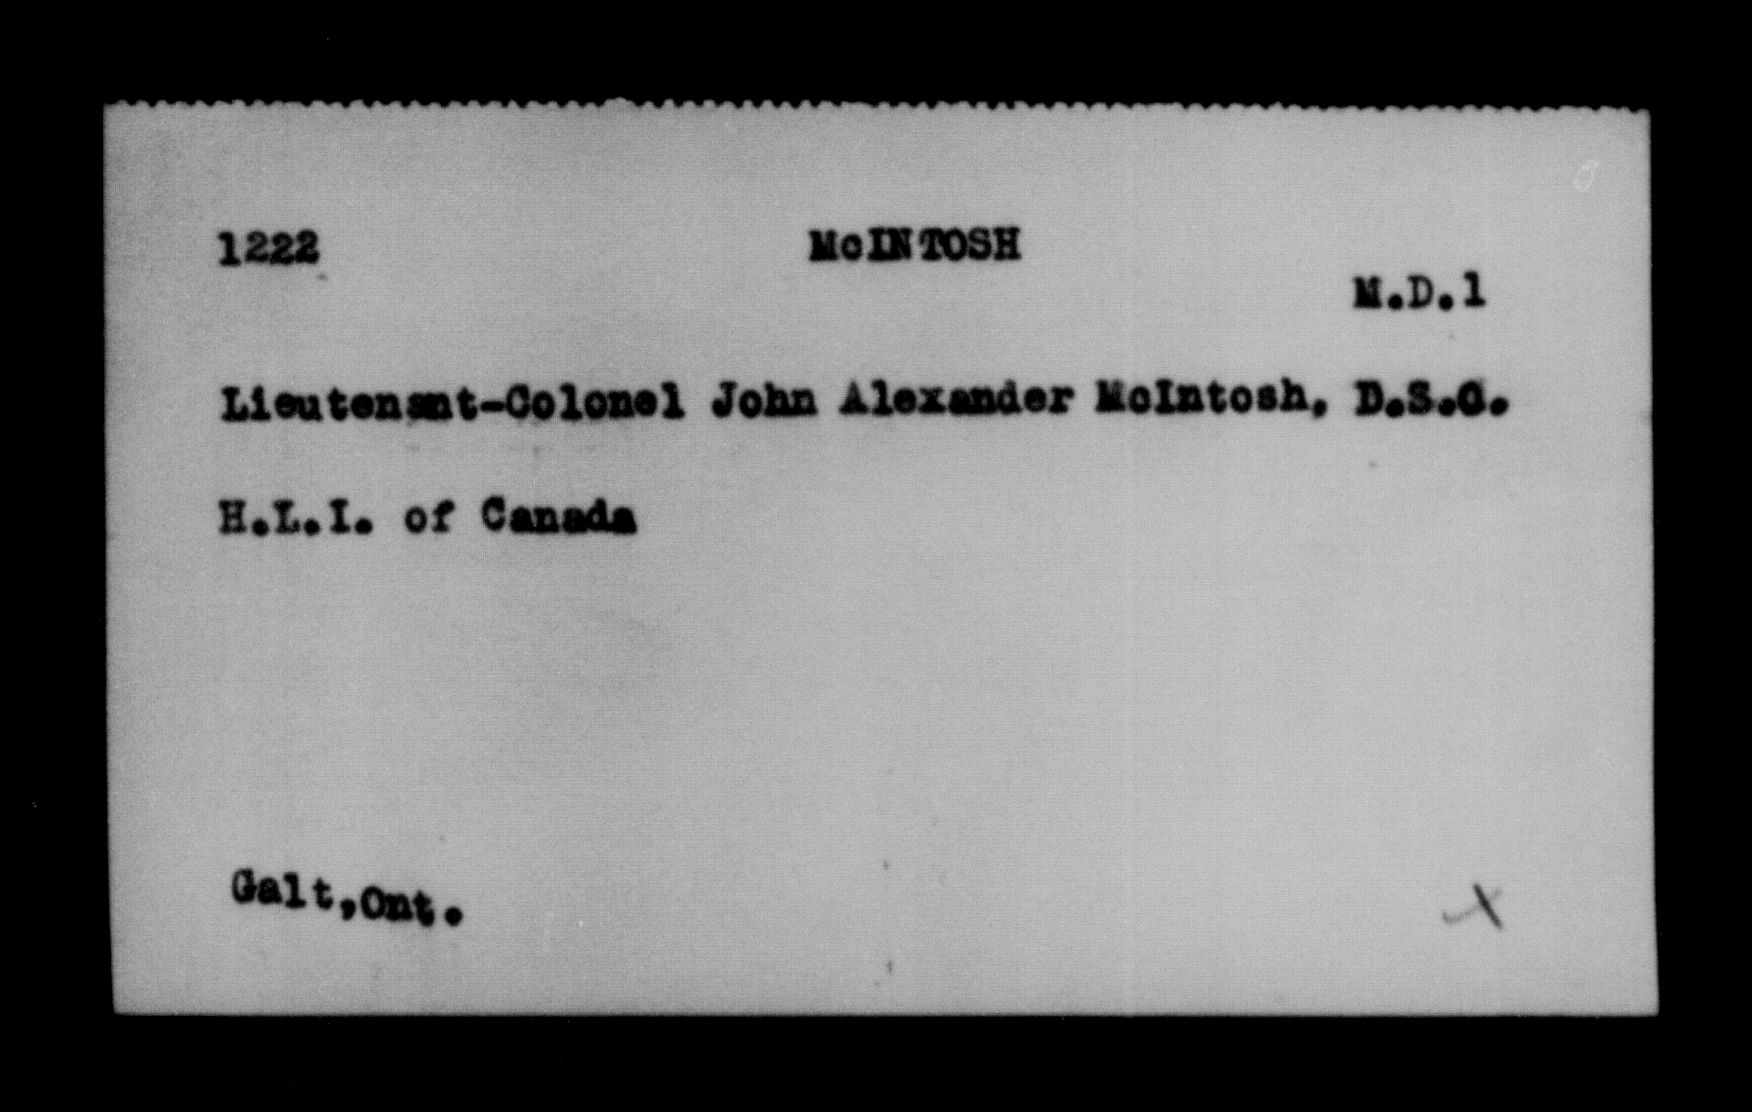 1222 McINTOSH
M.D.1
Lieutenant-Colonel John Alexander McIntosh, D.S.O.
H.L.I. of Canada
Galt,Ont.